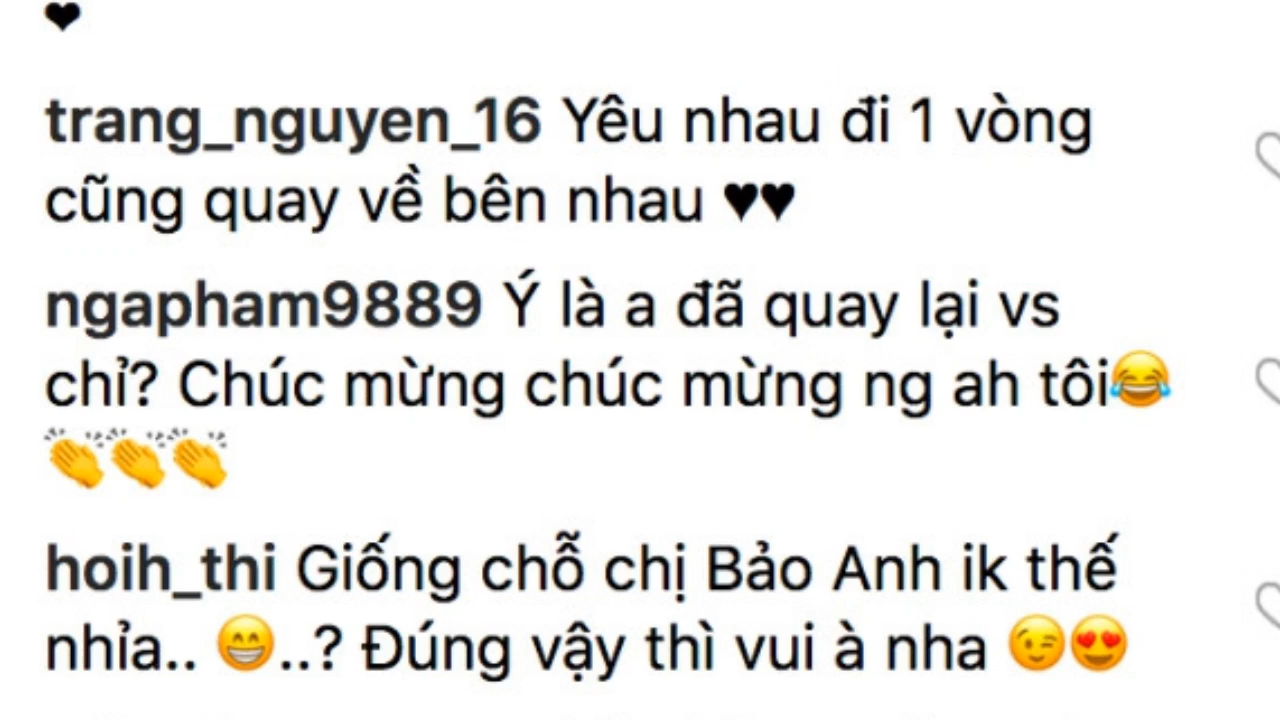 ❤
trang_nguyen_16 Yêu nhau đi 1 vòng
cũng quay về bên nhau ♥♥
ngapham9889 Ý là a đã quay lại vs
chỉ? Chúc mừng chúc mừng ng ah tôi😂
👏👏👏
hoih_thi Giống chỗ chị Bảo Anh ik thế
nhỉa.. 😁..? Đúng vậy thì vui à nha 😉😍